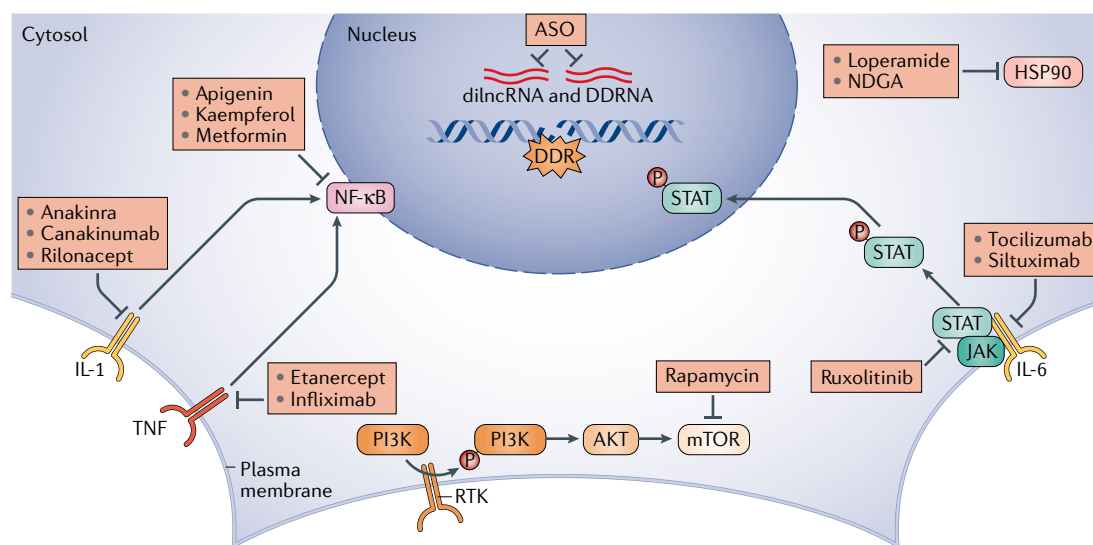 Cytosol
Nucleus
ASO
dilncRNA and DDRNA
DDR
• Loperamide
• NDGA
HSP90
• Apigenin
• Kaempferol
• Metformin
NF-κB
P
STAT
• Anakinra
• Canakinumab
• Rilonacept
P
STAT
• Tocilizumab
• Siltuximab
STAT
JAK
IL-6
IL-1
Ruxolitinib
• Etanercept
• Infliximab
TNF
Rapamycin
PI3K
P
PI3K
AKT
mTOR
Plasma
membrane
RTK